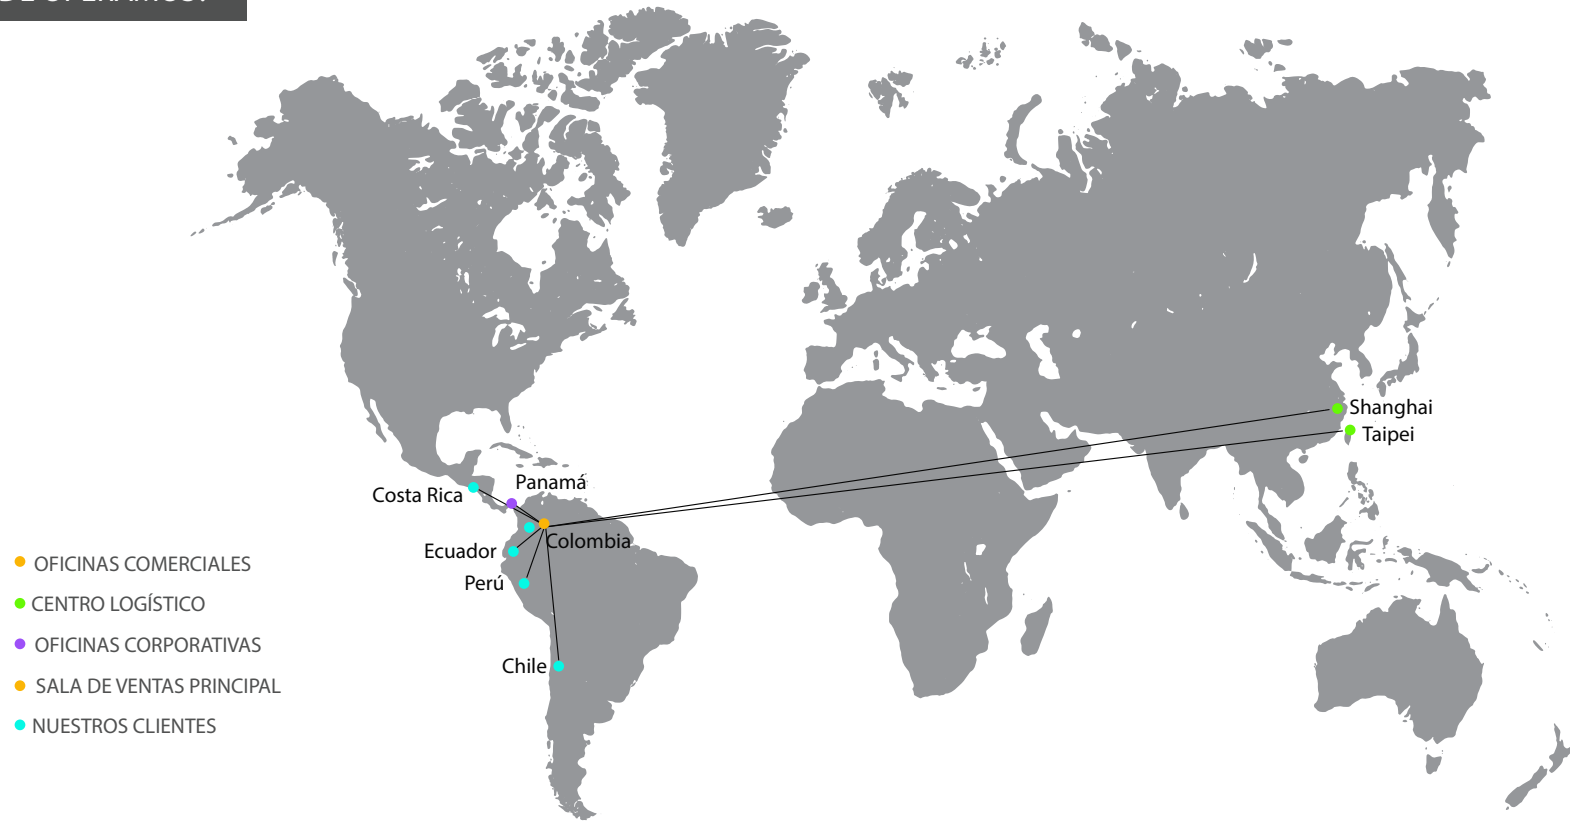 Shanghai
Taipei
Panamá
Costa Rica
Colombia
Ecuador
Perú
Chile
OFICINAS COMERCIALES
CENTRO LOGÍSTICO
OFICINAS CORPORATIVAS
SALA DE VENTAS PRINCIPAL
NUESTROS CLIENTES